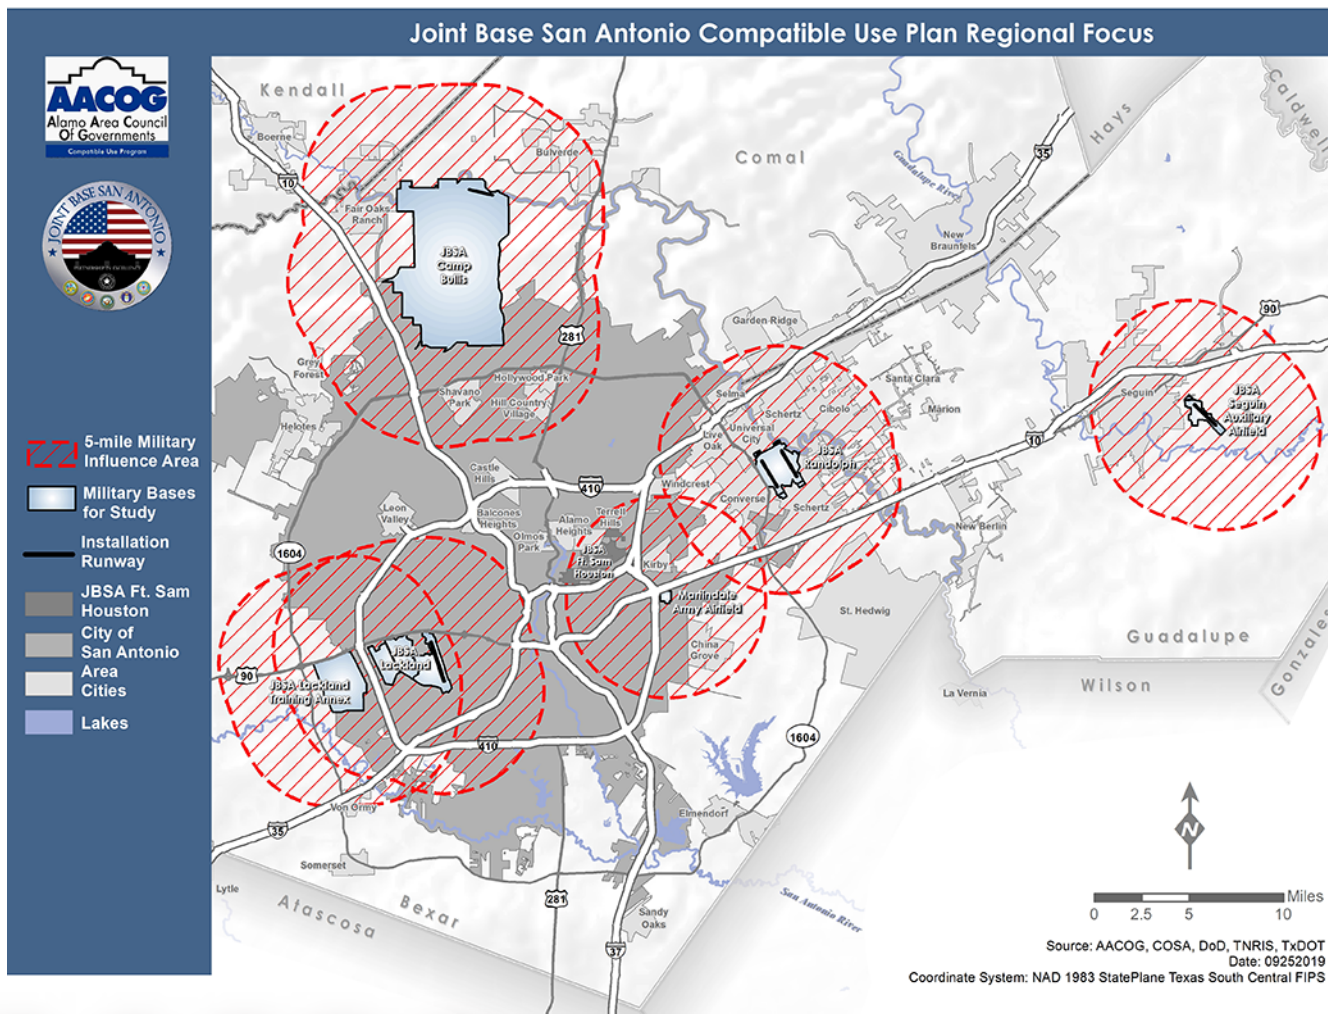 Joint Base San Antonio Compatible Use Plan Regional Focus
AACOG
Alamo Area Council
Of Governments
Compatible Use Program
JOINT BASE SAN ANTONIO
5-mile Military
Influence Area
Military Bases
for Study
Installation
Runway
JBSA Ft. Sam
Houston
City of
San Antonio
Area
Cities
Lakes
Kendall
Boerne
10
Fair Oaks
Ranch
Bulverde
JBSA
Camp
Bullis
Comal
Guadalupe River
Hays
Caldwell
35
New
Braunfels
281
Garden Ridge
Grey
Forest
Hollywood Park
Shavano
Park
Hill Country
Village
Helotes
Selma
Schertz
Cibolo
Santa Clara
Marion
Universal
City
Live
Oak
JBSA
Randolph
90
Seguin
JBSA
Seguin
Auxiliary
Airfield
10
Castle
Hills
410
Windcrest
Converse
Schertz
Leon
Valley
Balcones
Heights
Olmos
Park
Alamo
Heights
Terrell
Hills
New Berlin
1604
JBSA
Ft. Sam
Houston
Kirby
Martindale
Army Airfield
St. Hedwig
China
Grove
Guadalupe
Gonzales
JBSA
Lackland
90
JBSA Lackland
Training Annex
La Vernia
Wilson
410
1604
Von Ormy
35
Elmendorf
Somerset
Lytle
Atascosa
Bexar
281
San Antonio River
Sandy
Oaks
37
N
Miles
0 2.5 5 10
Source: AACOG, COSA, DoD, TNRIS, TxDOT
Date: 09252019
Coordinate System: NAD 1983 StatePlane Texas South Central FIPS